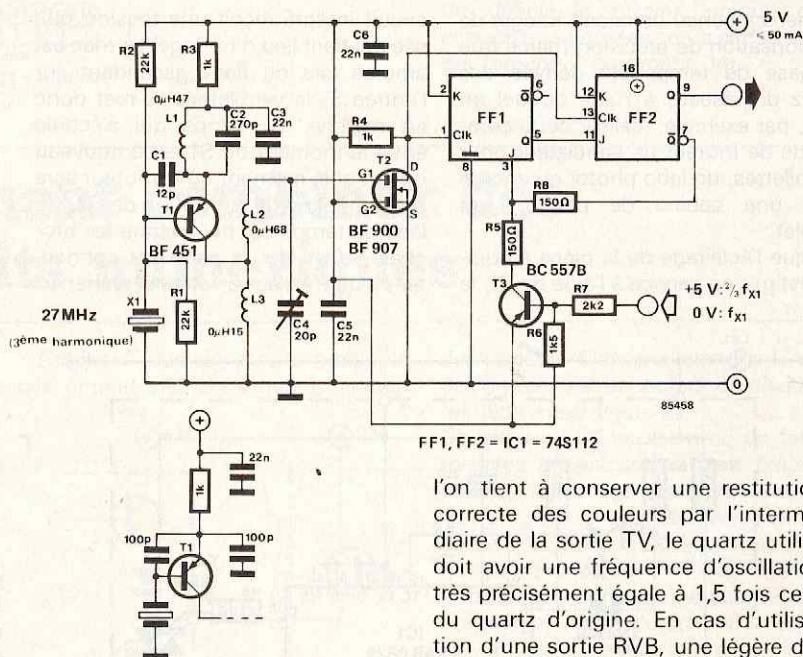 R2
22k
R3
1k
0µH47
L1
C2
270p
C3
22n
C1
12p
T1
BF 451
L2
0µH68
X1
27 MHz
(3ème harmonique)
R1
22k
L3
0µH15
C4
20p
C5
22n
C6
22n
R4
1k
T2
G1
G2
D
S
BF 900
BF 907
2
K
1
Clk
FF1
Q̅
6
Q
5
J
8
3
16
12
K
13
Clk
11
J
FF2
Q
9
Q̅
7
+
5 V
≤ 50 mA
R8
150Ω
R5
150Ω
BC 557B
T3
R7
2k2
R6
1k5
+5 V: ²/₃ fX1
0 V: fX1
0
85458
FF1, FF2 = IC1 = 74S112
+
22n
1k
100p
100p
T1
l'on tient à conserver une restitutio
correcte des couleurs par l'interm
diaire de la sortie TV, le quartz utili
doit avoir une fréquence d'oscillatio
très précisément égale à 1,5 fois ce
du quartz d'origine. En cas d'utilis
tion d'une sortie RVB, une légère d